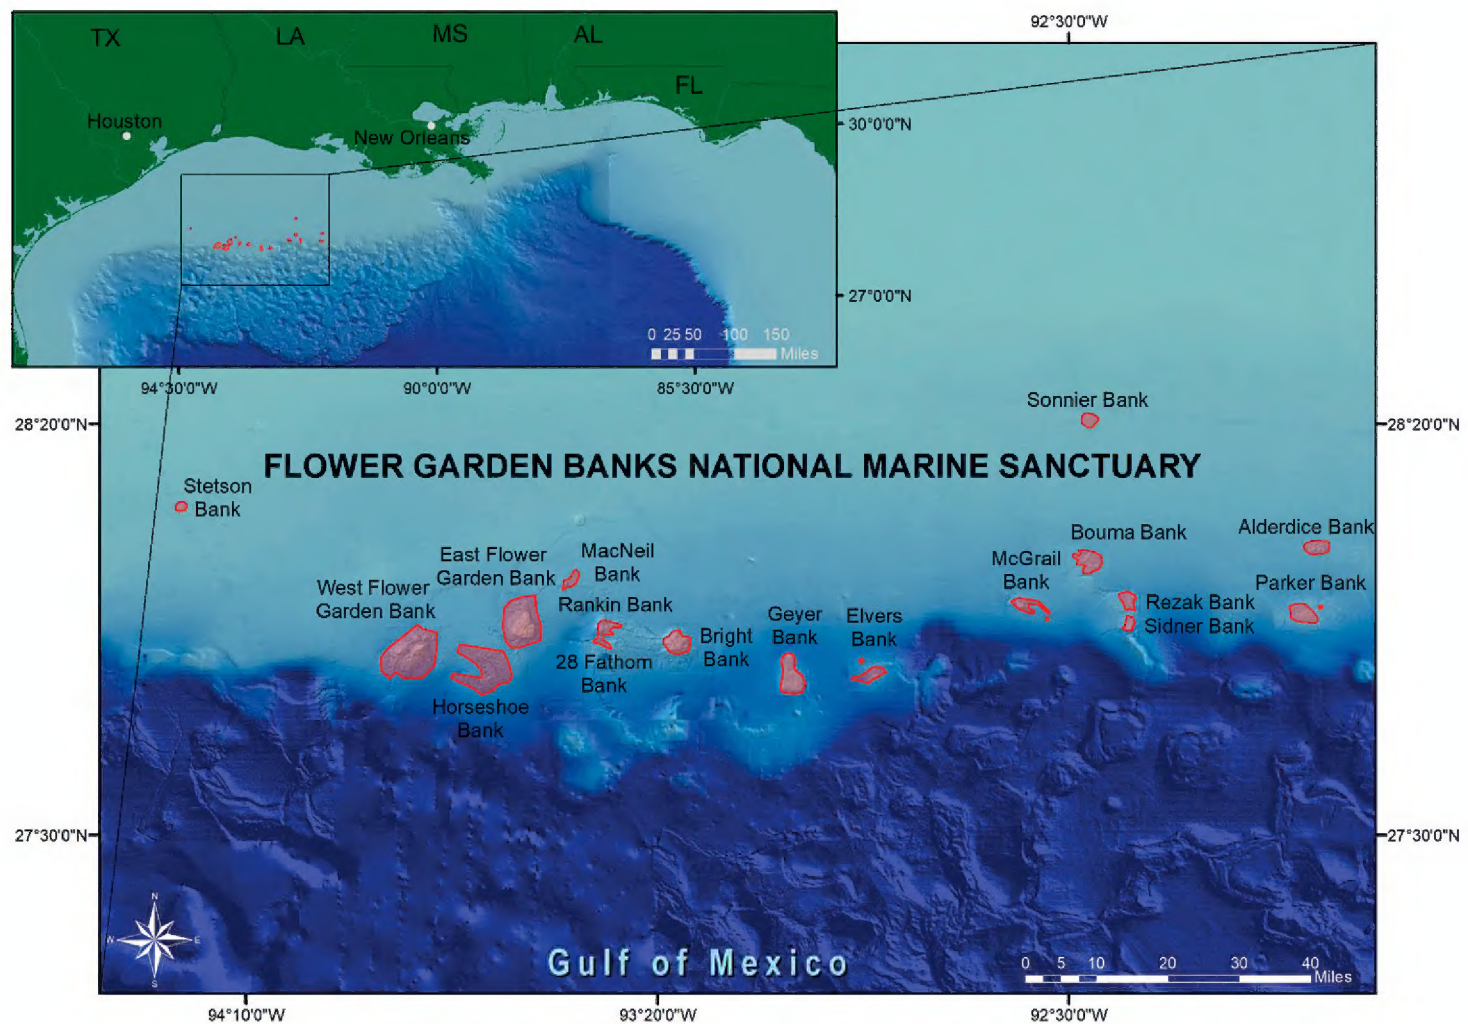 92°30'0"W
TX
LA
MS
AL
FL
Houston
New Orleans
30°0'0"N
27°0'0"N
0 25 50 100 150
Miles
94°30'0"W
90°0'0"W
85°30'0"W
28°20'0"N
28°20'0"N
Sonnier Bank
FLOWER GARDEN BANKS NATIONAL MARINE SANCTUARY
Stetson
Bank
Bouma Bank
Alderdice Bank
East Flower
Garden Bank
MacNeil
Bank
McGrail
Bank
West Flower
Garden Bank
Parker Bank
Rankin Bank
Geyer
Bank
Elvers
Bank
Rezak Bank
Sidner Bank
Bright
Bank
28 Fathom
Bank
Horseshoe
Bank
27°30'0"N
27°30'0"N
N
W
E
S
Gulf of Mexico
0 5 10 20 30 40
Miles
94°10'0"W
93°20'0"W
92°30'0"W